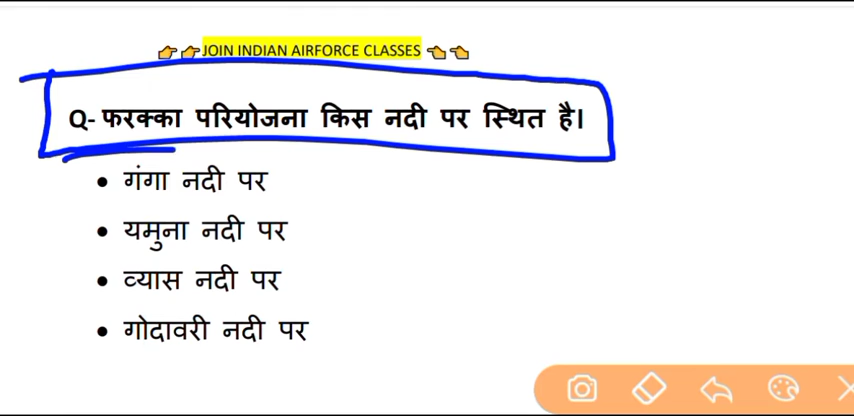 👉👉JOIN INDIAN AIRFORCE CLASSES 👈👈
Q- फरक्का परियोजना किस नदी पर स्थित है।
• गंगा नदी पर
• यमुना नदी पर
• व्यास नदी पर
• गोदावरी नदी पर